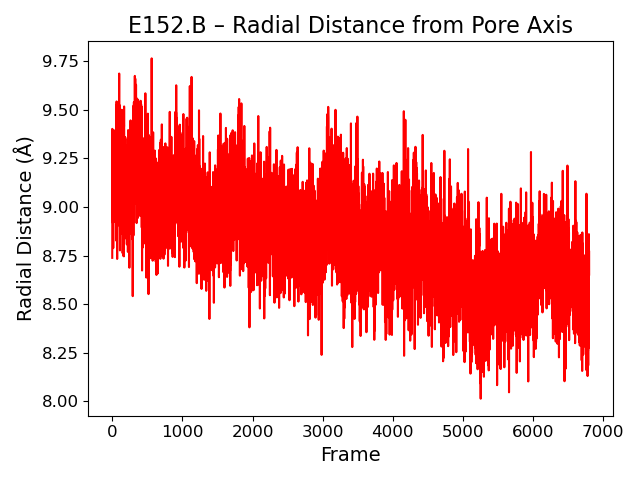 E152.B – Radial Distance from Pore Axis
9.75
9.50
9.25
9.00
8.75
8.50
8.25
8.00
Radial Distance (Å)
0 1000 2000 3000 4000 5000 6000 7000
Frame